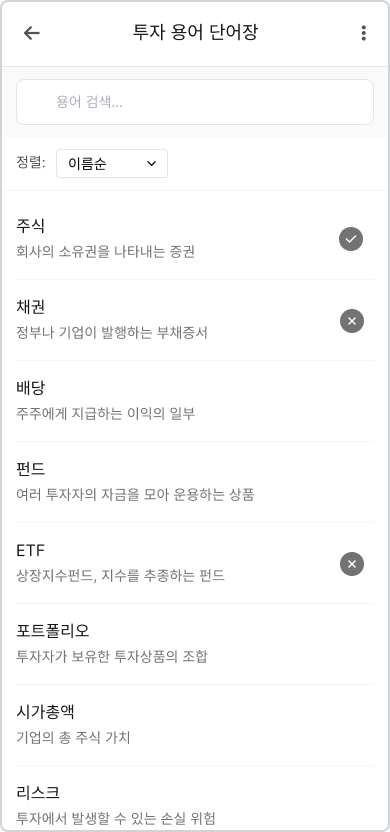 투자 용어 단어장
용어 검색...
정렬: 이름순
주식
회사의 소유권을 나타내는 증권
채권
정부나 기업이 발행하는 부채증서
배당
주주에게 지급하는 이익의 일부
펀드
여러 투자자의 자금을 모아 운용하는 상품
ETF
상장지수펀드, 지수를 추종하는 펀드
포트폴리오
투자자가 보유한 투자상품의 조합
시가총액
기업의 총 주식 가치
리스크
투자에서 발생할 수 있는 손실 위험